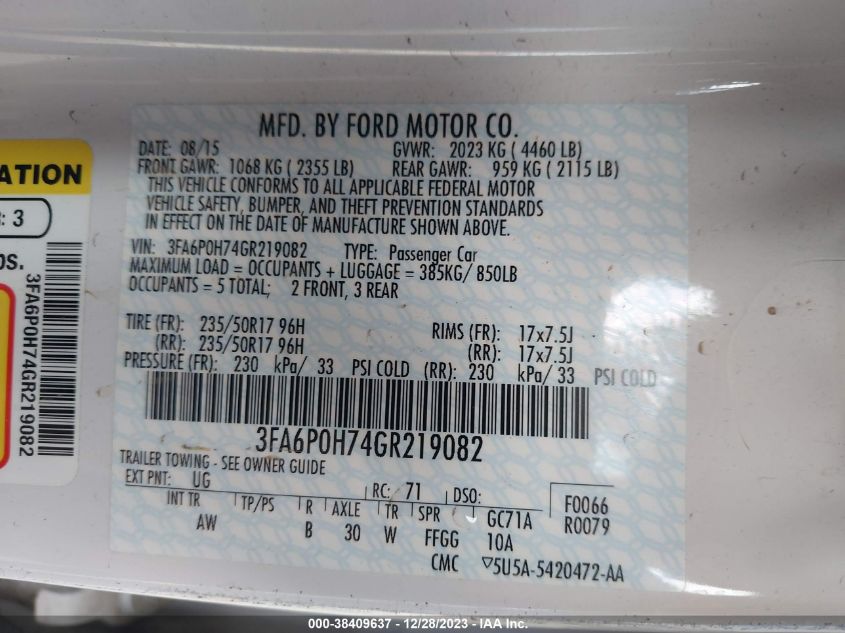 MFD. BY FORD MOTOR CO.
DATE: 08/15 GVWR: 2023 KG ( 4460 LB)
FRONT GAWR: 1068 KG ( 2355 LB) REAR GAWR: 959 KG ( 2115 LB)
THIS VEHICLE CONFORMS TO ALL APPLICABLE FEDERAL MOTOR
VEHICLE SAFETY, BUMPER, AND THEFT PREVENTION STANDARDS
IN EFFECT ON THE DATE OF MANUFACTURE SHOWN ABOVE.
VIN: 3FA6P0H74GR219082 TYPE: Passenger Car
MAXIMUM LOAD = OCCUPANTS + LUGGAGE = 385KG/ 850LB
OCCUPANTS = 5 TOTAL; 2 FRONT, 3 REAR
TIRE (FR): 235/50R17 96H RIMS (FR): 17x7.5J
(RR): 235/50R17 96H (RR): 17x7.5J
PRESSURE (FR): 230 kPa/ 33 PSI COLD (RR): 230 kPa/ 33 PSI COLD
3FA6P0H74GR219082
TRAILER TOWING - SEE OWNER GUIDE
EXT PNT: UG RC: 71 DSO: F0066
INT TR TP/PS R AXLE TR SPR GC71A R0079
AW B 30 W FFGG 10A
CMC ▽5U5A-5420472-AA
ATION
: 3
3FA6P0H74GR219082
000-38409637 - 12/28/2023 - IAA Inc.